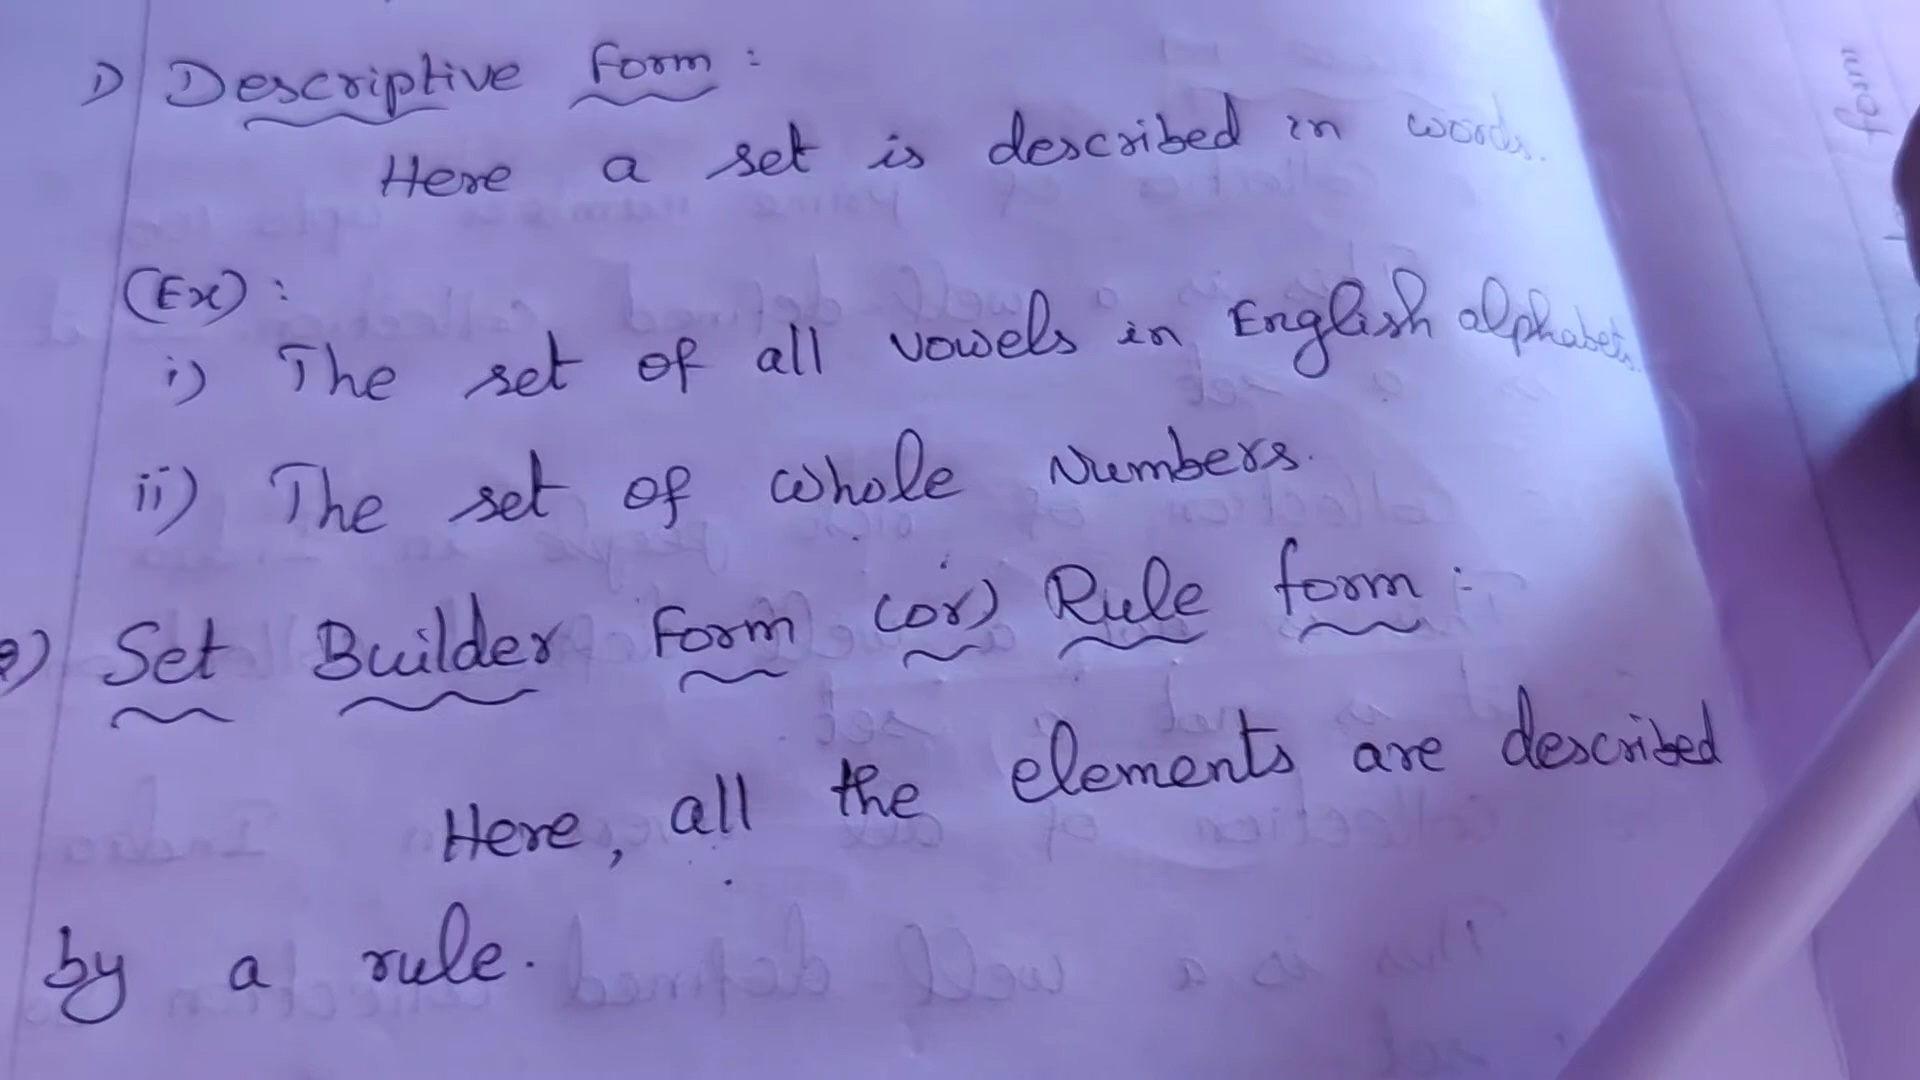 1) Descriptive Form :
Here a set is described in words.
(Ex) :
i) The set of all vowels in English alphabets.
ii) The set of whole Numbers.
2) Set Builder Form (or) Rule form :-
Here, all the elements are described
by a rule.
form